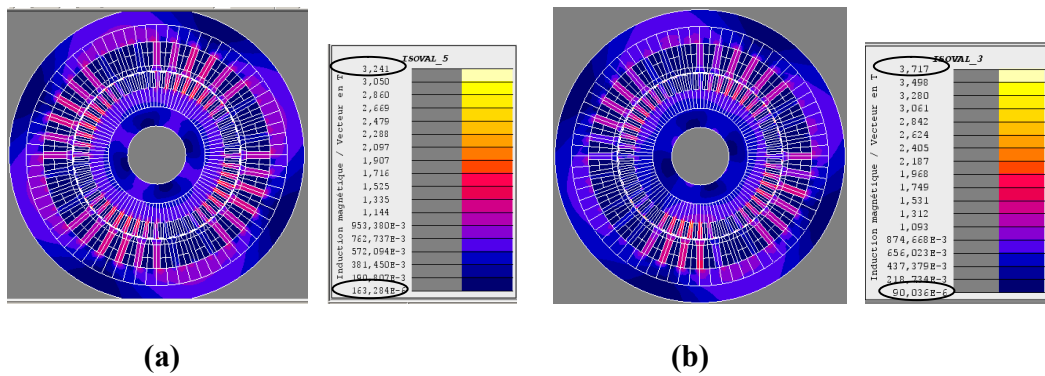 ISOVAL_5
3,241
3,050
2,860
2,669
2,479
2,288
2,097
1,907
1,716
1,525
1,335
1,144
953,380E-3
762,737E-3
572,094E-3
381,450E-3
190,807E-3
163,284E-6
Induction magnétique / Vecteur en T
ISOVAL_3
3,717
3,498
3,280
3,061
2,842
2,624
2,405
2,187
1,968
1,749
1,531
1,312
1,093
874,668E-3
656,023E-3
437,379E-3
218,734E-3
90,036E-6
Induction magnétique / Vecteur en T
(a)
(b)